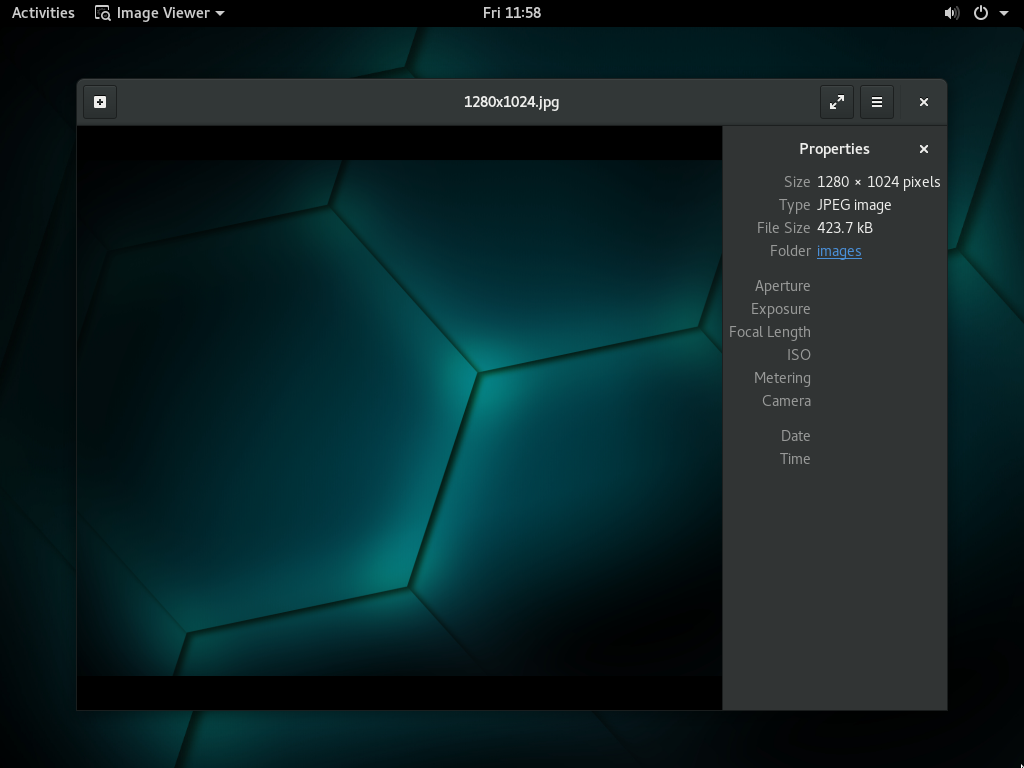 Activities Image Viewer Fri 11:58
1280x1024.jpg
Properties
Size 1280 × 1024 pixels
Type JPEG image
File Size 423.7 kB
Folder images
Aperture
Exposure
Focal Length
ISO
Metering
Camera
Date
Time